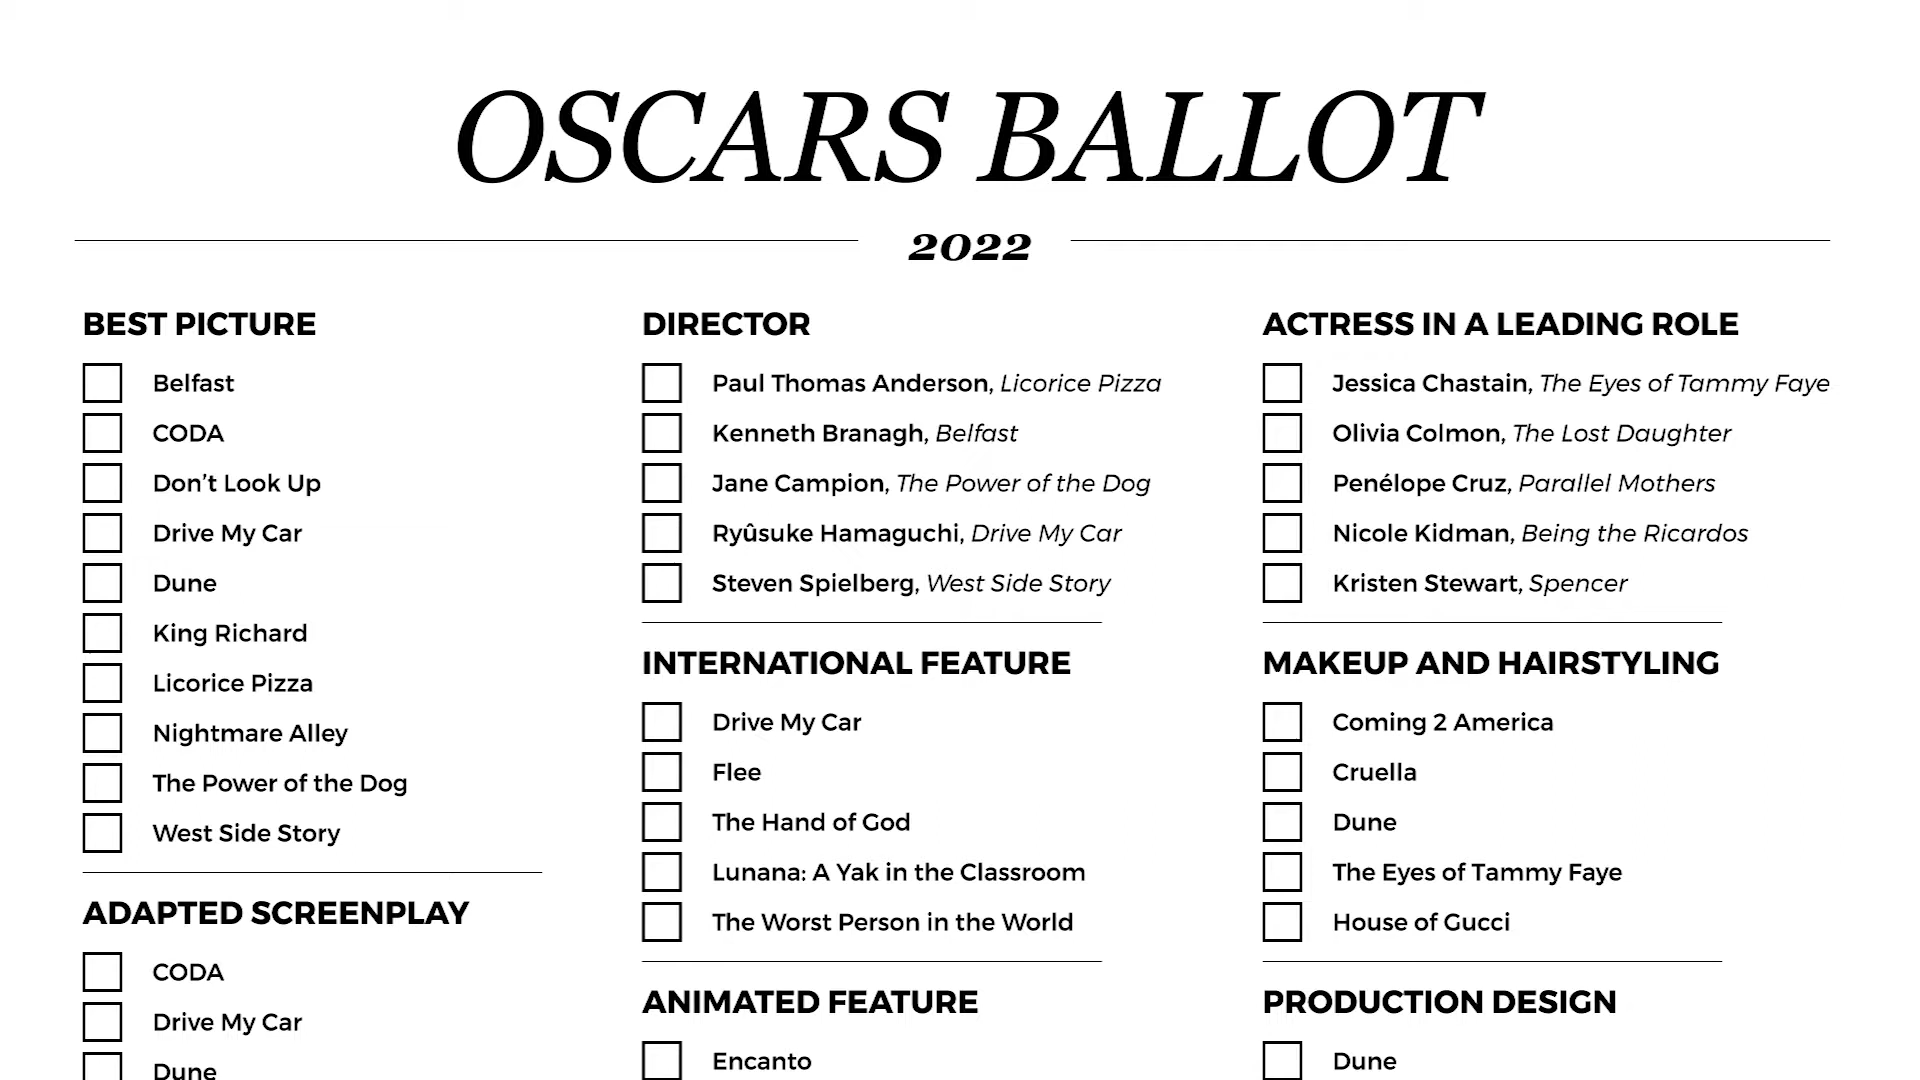 OSCARS BALLOT
2022
BEST PICTURE
Belfast
CODA
Don’t Look Up
Drive My Car
Dune
King Richard
Licorice Pizza
Nightmare Alley
The Power of the Dog
West Side Story
ADAPTED SCREENPLAY
CODA
Drive My Car
Dune
DIRECTOR
Paul Thomas Anderson, Licorice Pizza
Kenneth Branagh, Belfast
Jane Campion, The Power of the Dog
Ryûsuke Hamaguchi, Drive My Car
Steven Spielberg, West Side Story
INTERNATIONAL FEATURE
Drive My Car
Flee
The Hand of God
Lunana: A Yak in the Classroom
The Worst Person in the World
ANIMATED FEATURE
Encanto
ACTRESS IN A LEADING ROLE
Jessica Chastain, The Eyes of Tammy Faye
Olivia Colmon, The Lost Daughter
Penélope Cruz, Parallel Mothers
Nicole Kidman, Being the Ricardos
Kristen Stewart, Spencer
MAKEUP AND HAIRSTYLING
Coming 2 America
Cruella
Dune
The Eyes of Tammy Faye
House of Gucci
PRODUCTION DESIGN
Dune